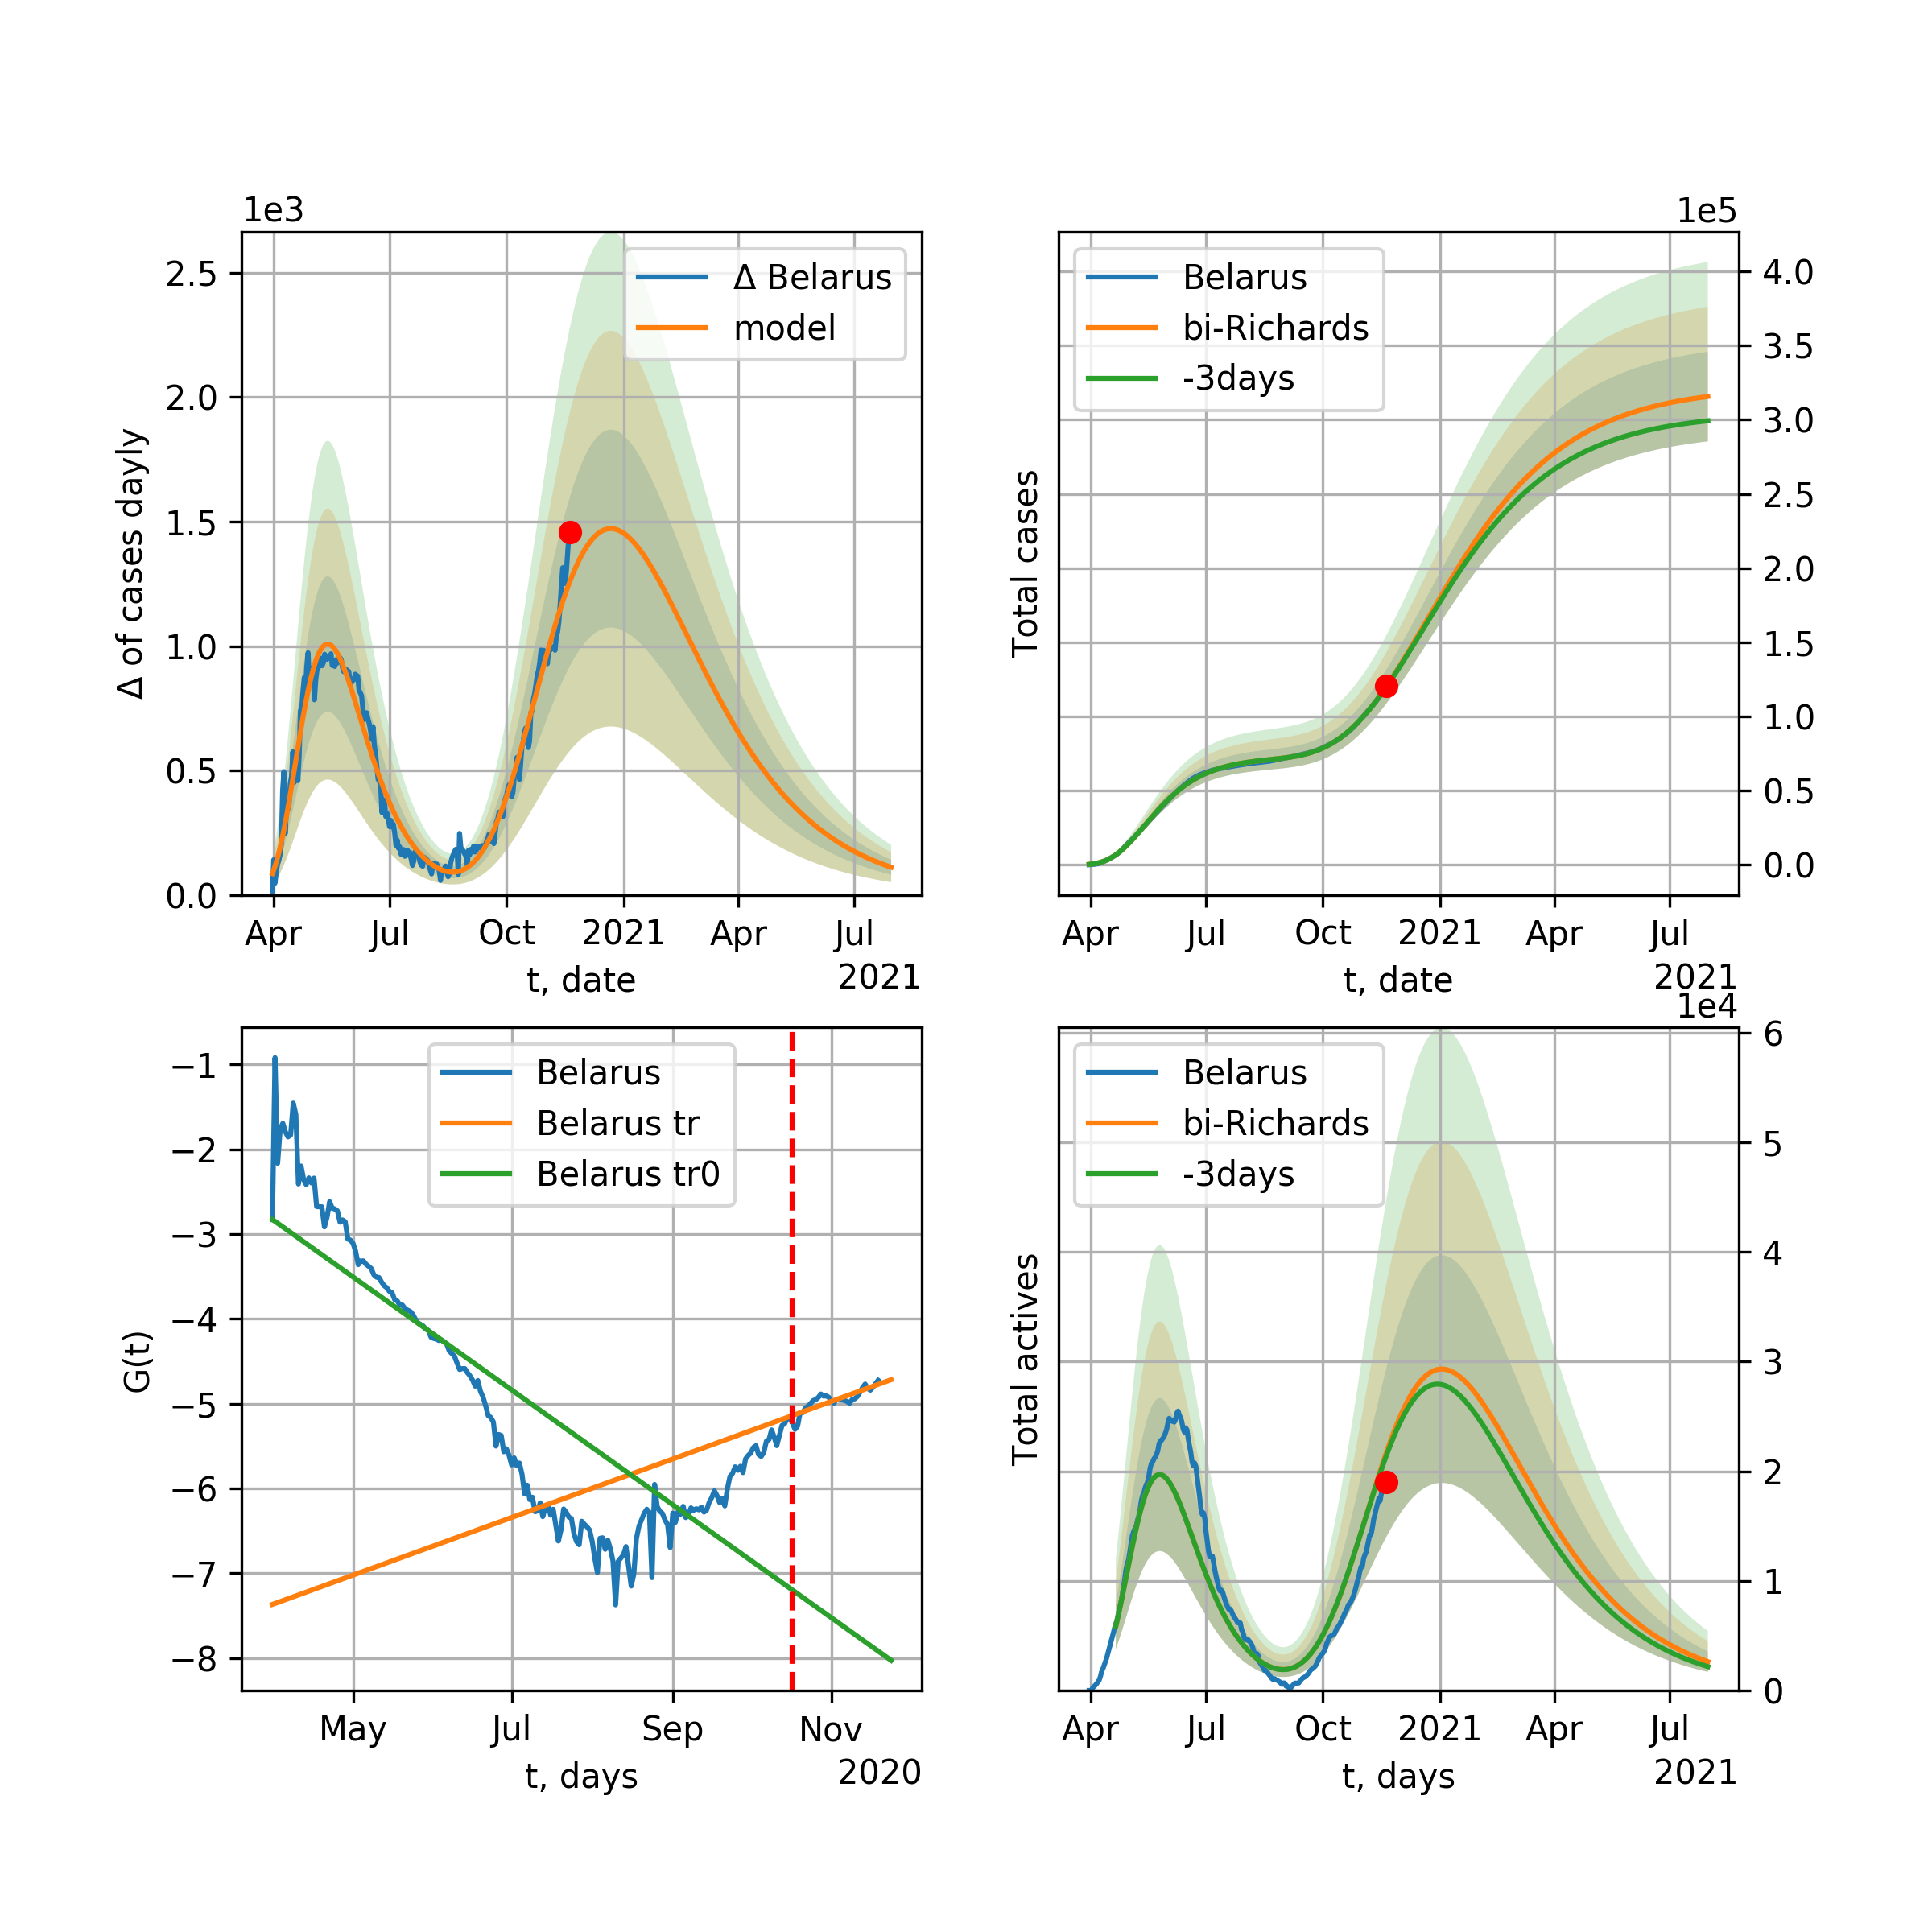 1e3
2.5
2.0
1.5
1.0
0.5
0.0
Δ of cases dayly
Δ Belarus
model
Apr Jul Oct 2021 Apr Jul
t, date
2021
1e5
Belarus
bi-Richards
-3days
Total cases
4.0
3.5
3.0
2.5
2.0
1.5
1.0
0.5
0.0
Apr Jul Oct 2021 Apr Jul
t, date
2021
−1
−2
−3
−4
−5
−6
−7
−8
G(t)
Belarus
Belarus tr
Belarus tr0
May Jul Sep Nov
t, days
2020
1e4
Belarus
bi-Richards
-3days
Total actives
6
5
4
3
2
1
0
Apr Jul Oct 2021 Apr Jul
t, days
2021